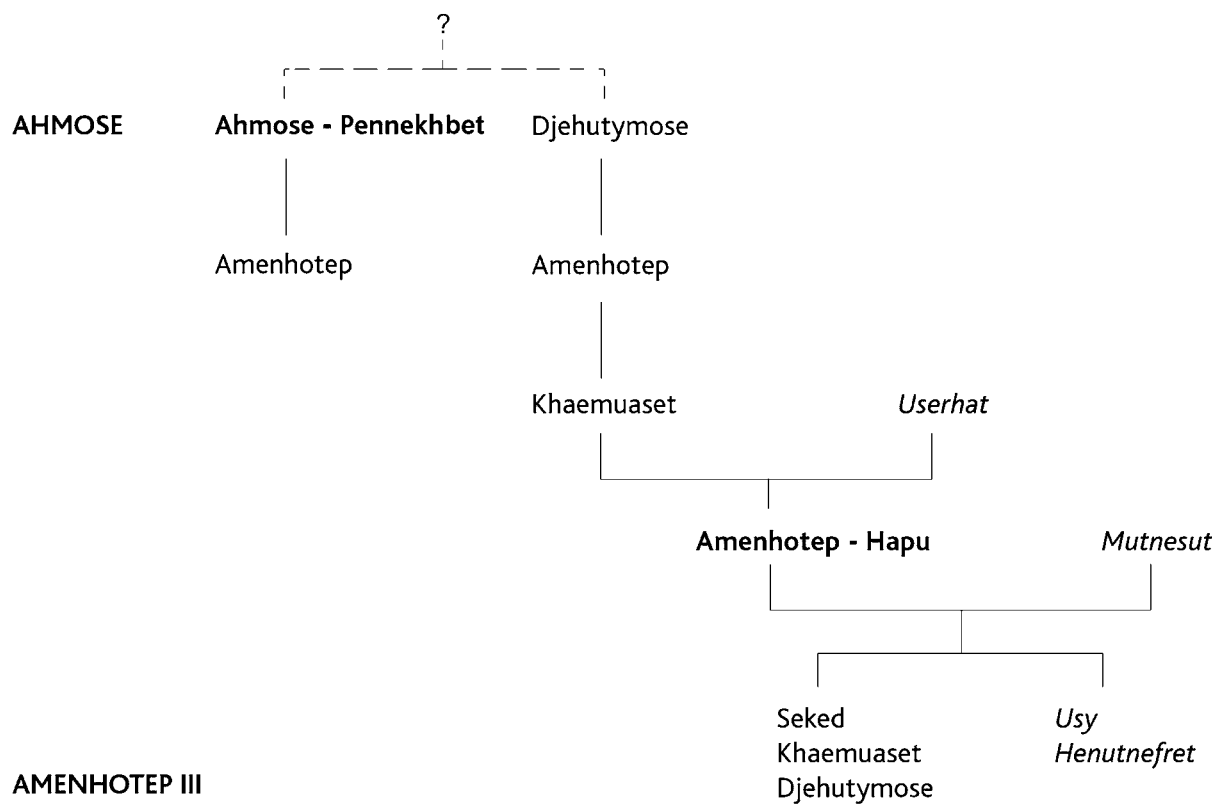 ?
AHMOSE Ahmose - Pennekhbet Djehutymose
Amenhotep Amenhotep
Khaemuaset Userhat
Amenhotep - Hapu Mutnesut
Seked Usy
Khaemuaset Henutnefret
Djehutymose
AMENHOTEP III